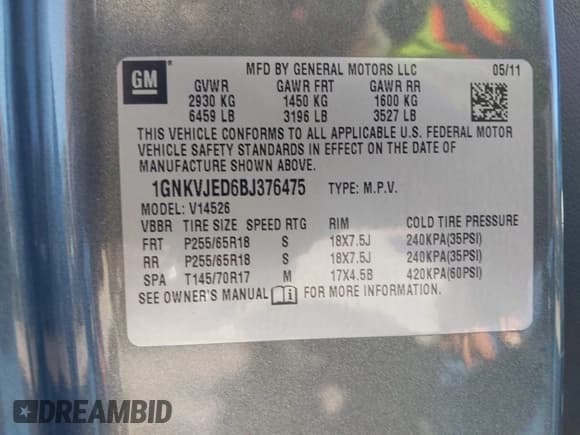 GM
MFD BY GENERAL MOTORS LLC 05/11
GVWR GAWR FRT GAWR RR
2930 KG 1450 KG 1600 KG
6459 LB 3196 LB 3527 LB
THIS VEHICLE CONFORMS TO ALL APPLICABLE U.S. FEDERAL MOTOR
VEHICLE SAFETY STANDARDS IN EFFECT ON THE DATE OF
MANUFACTURE SHOWN ABOVE.
1GNKVJED6BJ376475 TYPE: M.P.V.
MODEL: V14526
VBBR TIRE SIZE SPEED RTG RIM COLD TIRE PRESSURE
FRT P255/65R18 S 18X7.5J 240KPA(35PSI)
RR P255/65R18 S 18X7.5J 240KPA(35PSI)
SPA T145/70R17 M 17X4.5B 420KPA(60PSI)
SEE OWNER'S MANUAL FOR MORE INFORMATION.
DREAMBID